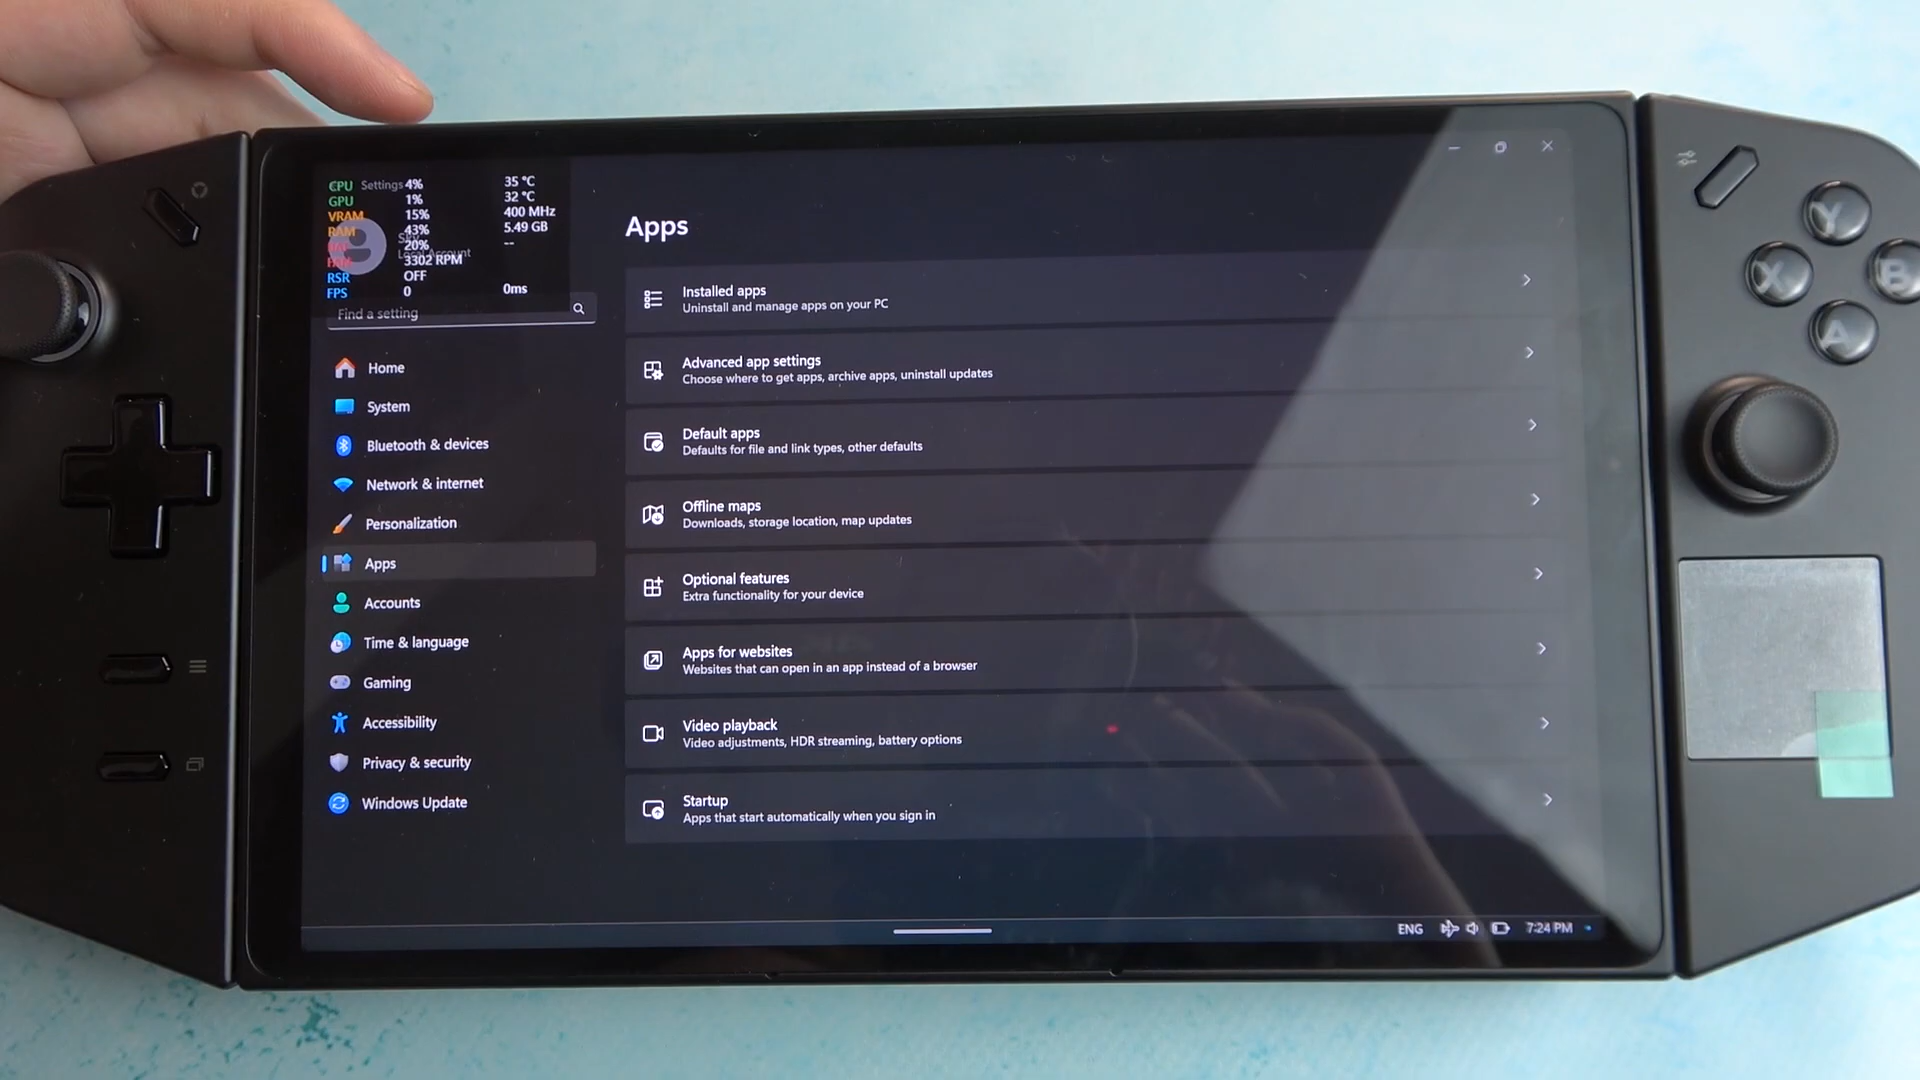 CPU Settings 4% 35 °C
GPU 1% 32 °C
VRAM 15% 400 MHz
RAM 43% 5.49 GB
20% --
3302 RPM
Local Account
RSR OFF
FPS 0 0ms
Find a setting
Home
System
Bluetooth & devices
Network & internet
Personalization
Apps
Accounts
Time & language
Gaming
Accessibility
Privacy & security
Windows Update
Apps
Installed apps
Uninstall and manage apps on your PC
Advanced app settings
Choose where to get apps, archive apps, uninstall updates
Default apps
Defaults for file and link types, other defaults
Offline maps
Downloads, storage location, map updates
Optional features
Extra functionality for your device
Apps for websites
Websites that can open in an app instead of a browser
Video playback
Video adjustments, HDR streaming, battery options
Startup
Apps that start automatically when you sign in
ENG 7:24 PM
Y
X
B
A